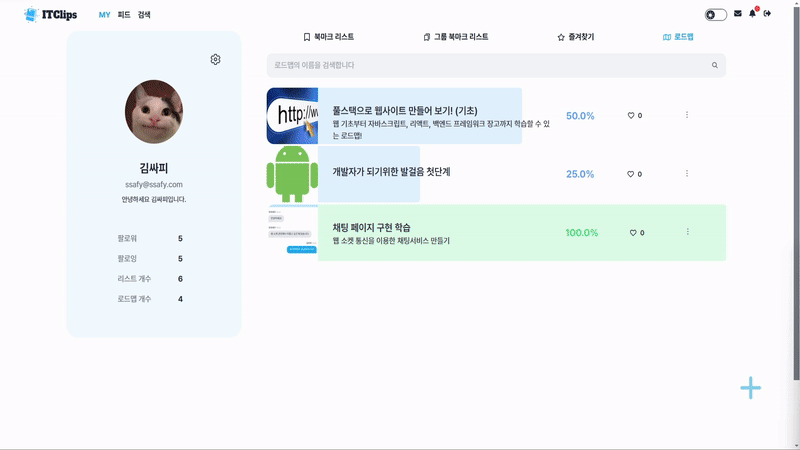 ITClips
MY 피드 검색
북마크 리스트 그룹 북마크 리스트 즐겨찾기 로드맵
로드맵의 이름을 검색합니다
김싸피
ssafy@ssafy.com
안녕하세요 김싸피입니다.
팔로워 5
팔로잉 5
리스트 개수 6
로드맵 개수 4
http://w
풀스택으로 웹사이트 만들어 보기! (기초)
웹 기초부터 자바스크립트, 리액트, 백앤드 프레임워크 장고까지 학습할 수 있
는 로드맵!
50.0% 0
개발자가 되기위한 발걸음 첫단계
25.0% 0
채팅 페이지 구현 학습
웹 소켓 통신을 이용한 채팅서비스 만들기
100.0% 0